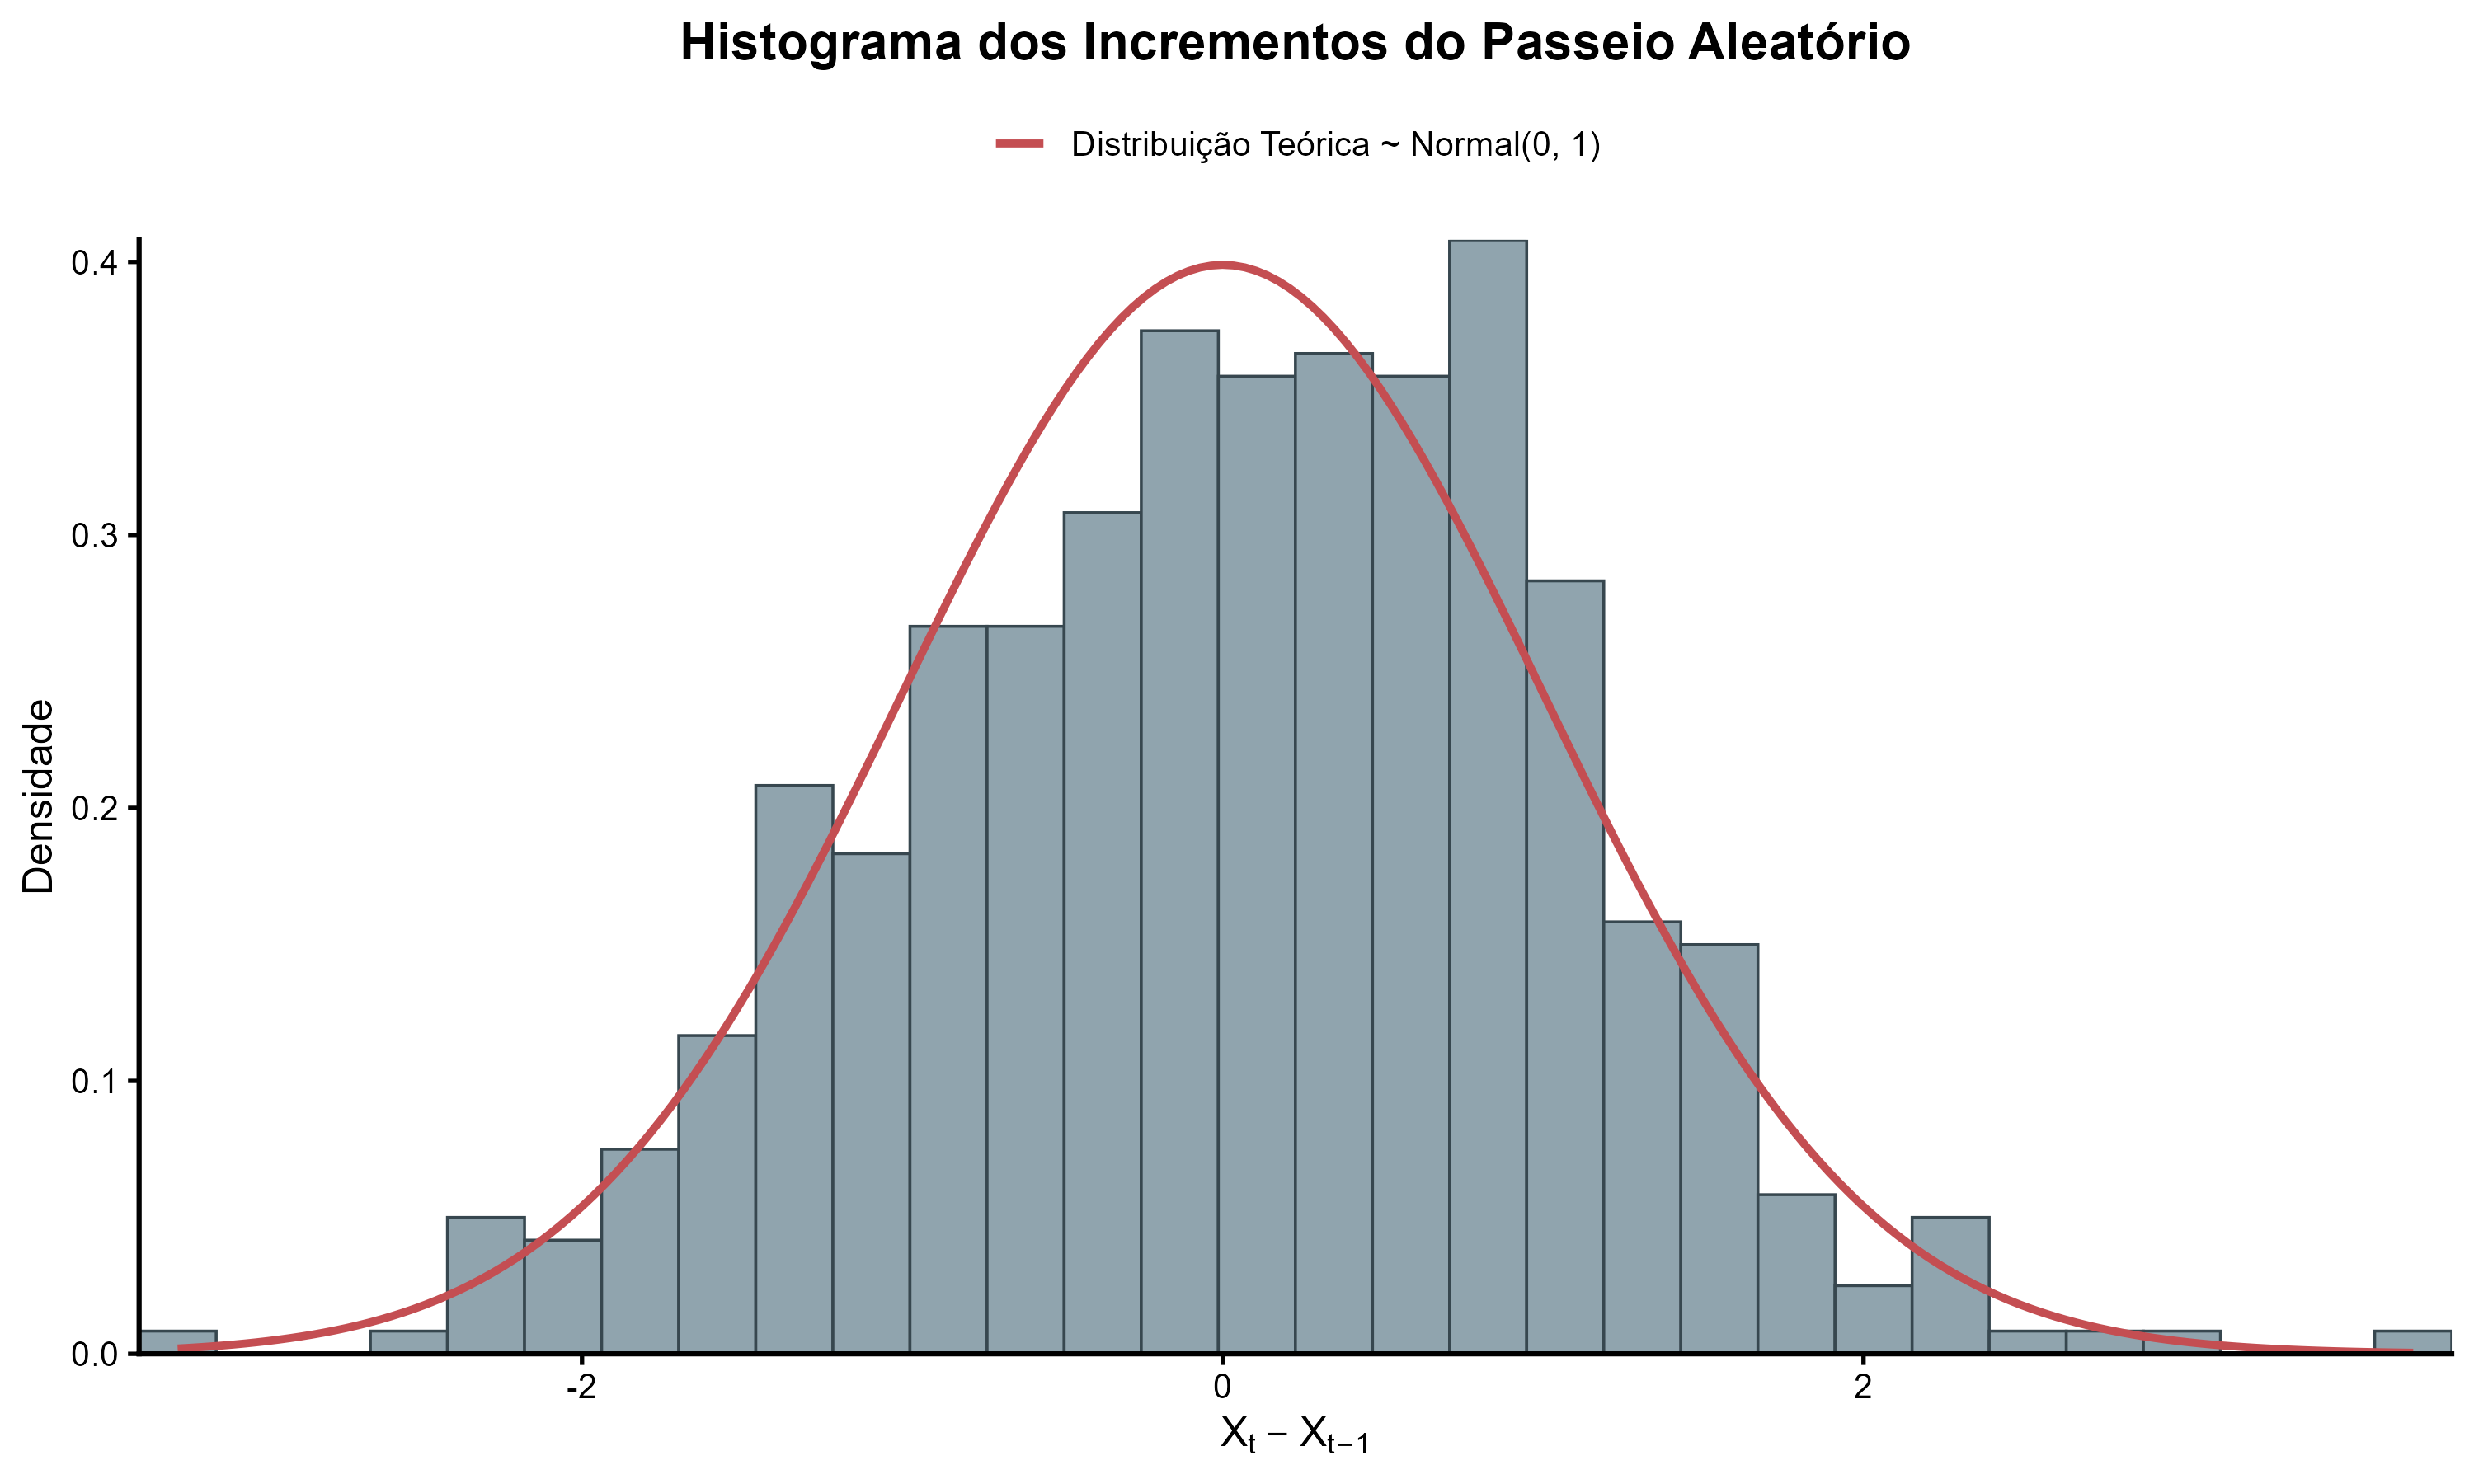 Histograma dos Incrementos do Passeio Aleatório
Distribuição Teórica ~ Normal(0, 1)
0.4
0.3
0.2
0.1
0.0
Densidade
-2
0
2
Xₜ − Xₜ₋₁